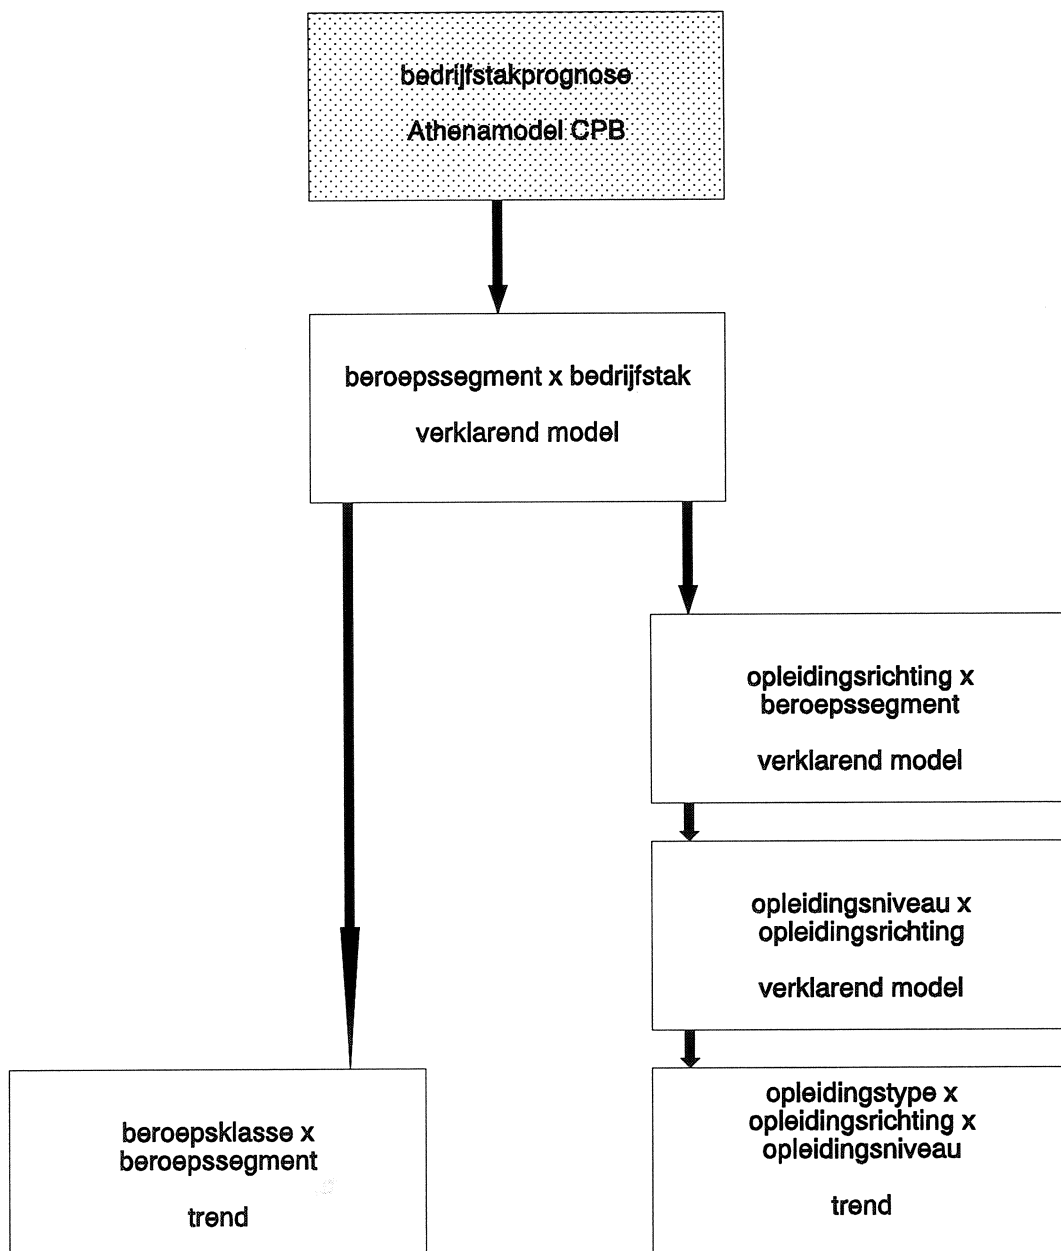 bedrijfstakprognose
Athenamodel CPB
beroepssegment x bedrijfstak
verklarend model
opleidingsrichting x
beroepssegment
verklarend model
opleidingsniveau x
opleidingsrichting
verklarend model
beroepsklasse x
beroepssegment
trend
opleidingstype x
opleidingsrichting x
opleidingsniveau
trend